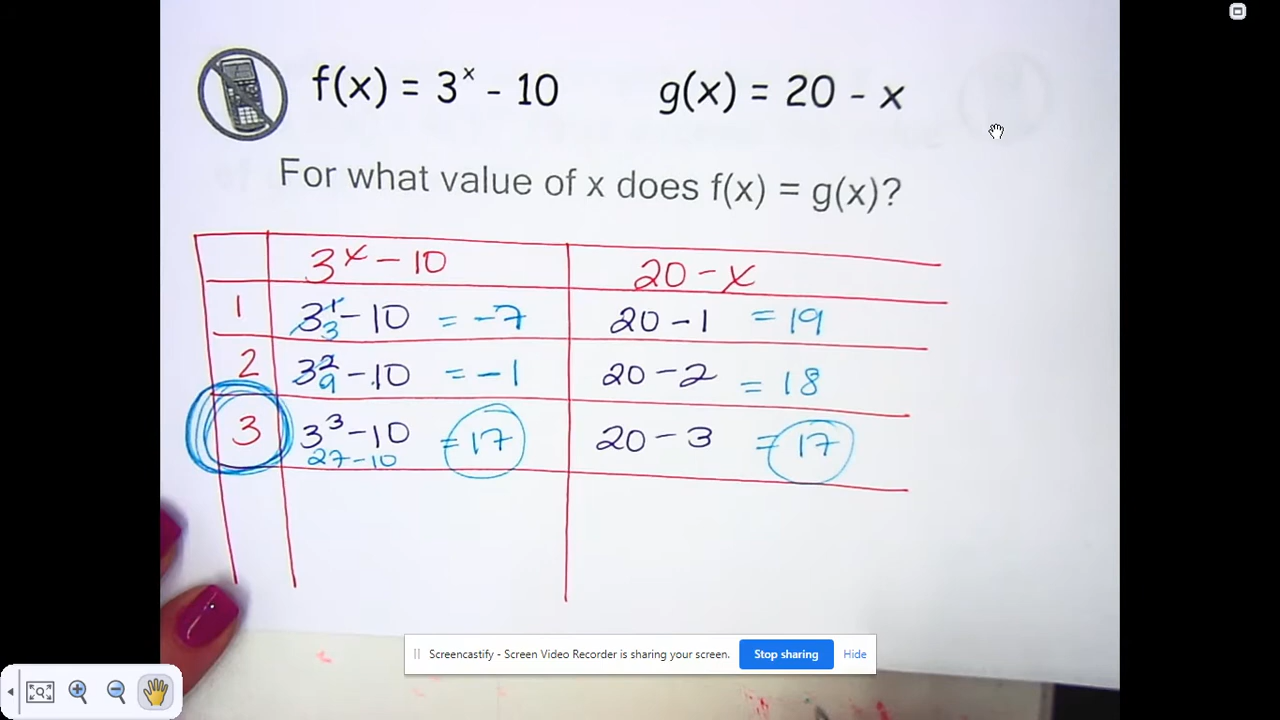 f(x) = 3ˣ - 10 g(x) = 20 - x
For what value of x does f(x) = g(x)?
3ˣ - 10 20 - x
1 3¹ - 10 = -7 20 - 1 = 19
3
2 3² - 10 = -1 20 - 2 = 18
9
3 3³ - 10 = 17 20 - 3 = 17
27 - 10
Screencastify - Screen Video Recorder is sharing your screen. Stop sharing Hide